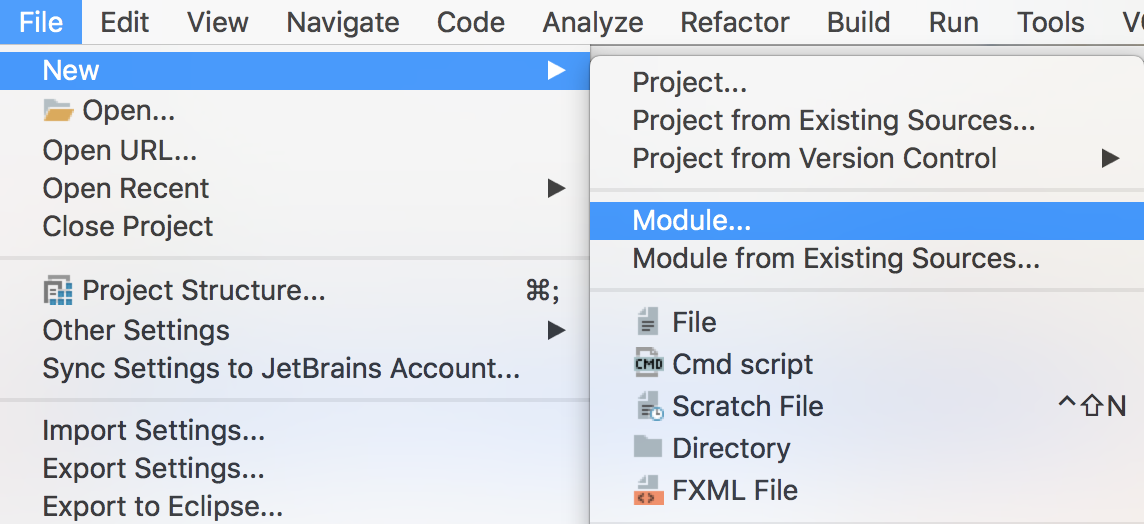 File Edit View Navigate Code Analyze Refactor Build Run Tools
New
Open...
Open URL...
Open Recent
Close Project
Project Structure... ⌘;
Other Settings
Sync Settings to JetBrains Account...
Import Settings...
Export Settings...
Export to Eclipse...
Project...
Project from Existing Sources...
Project from Version Control
Module...
Module from Existing Sources...
File
CMD Cmd script
Scratch File ^⇧N
Directory
FXML File